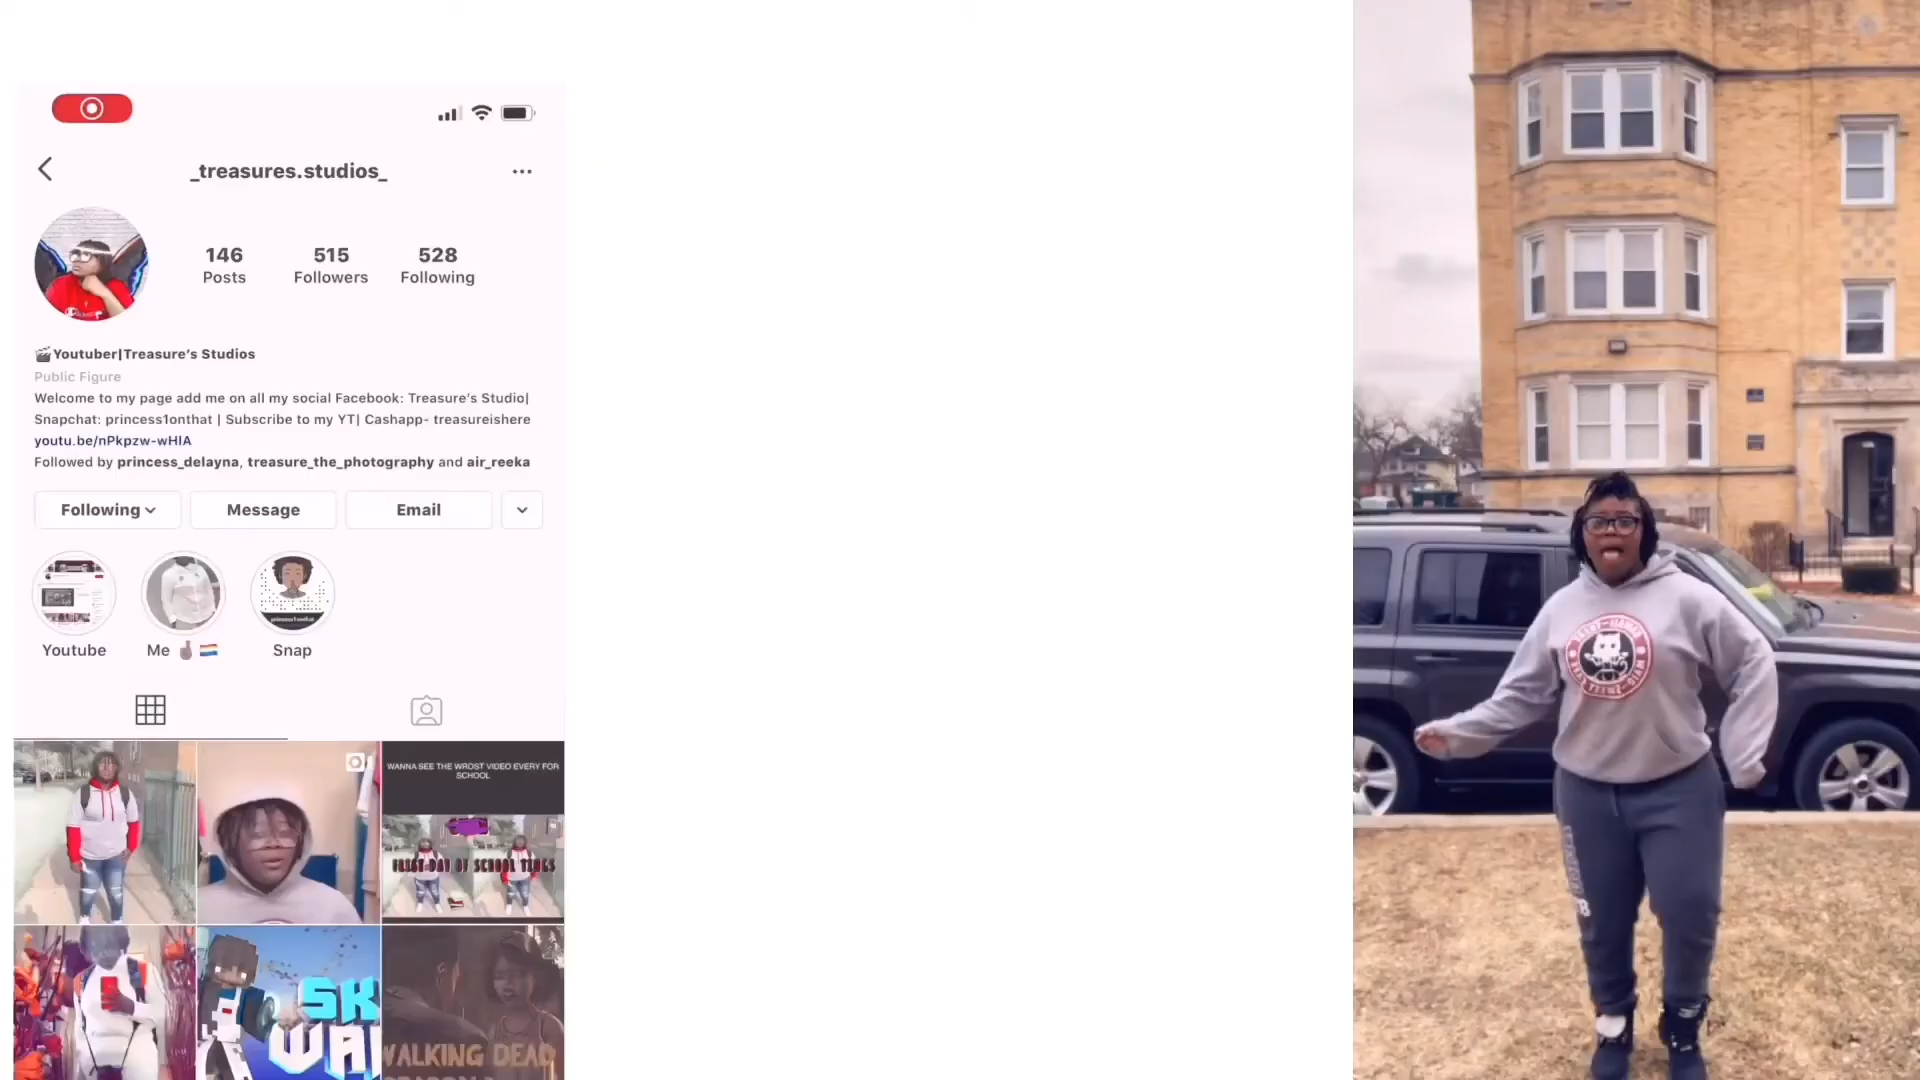 _treasures.studios_
146
Posts
515
Followers
528
Following
🎬Youtuber|Treasure’s Studios
Public Figure
Welcome to my page add me on all my social Facebook: Treasure’s Studio|
Snapchat: princess1onthat | Subscribe to my YT| Cashapp- treasureishere
youtu.be/nPkpzw-wHIA
Followed by princess_delayna, treasure_the_photography and air_reeka
Following
Message
Email
princess1onthat
Youtube
Me
Snap
WANNA SEE THE WROST VIDEO EVERY FOR
SCHOOL
FIRST DAY OF SCHOOL TINGS
SK
WA
WALKING DEAD